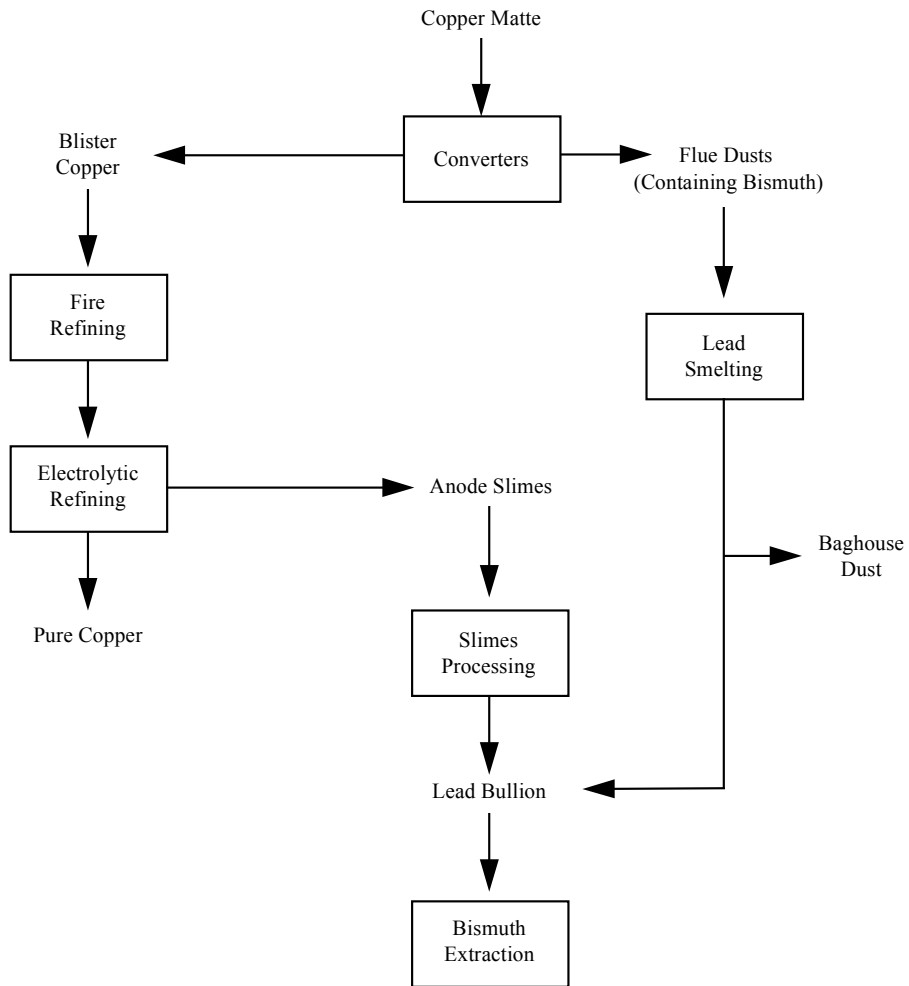 Copper Matte
Blister
Copper
Converters
Flue Dusts
(Containing Bismuth)
Fire
Refining
Lead
Smelting
Electrolytic
Refining
Anode Slimes
Baghouse
Dust
Pure Copper
Slimes
Processing
Lead Bullion
Bismuth
Extraction